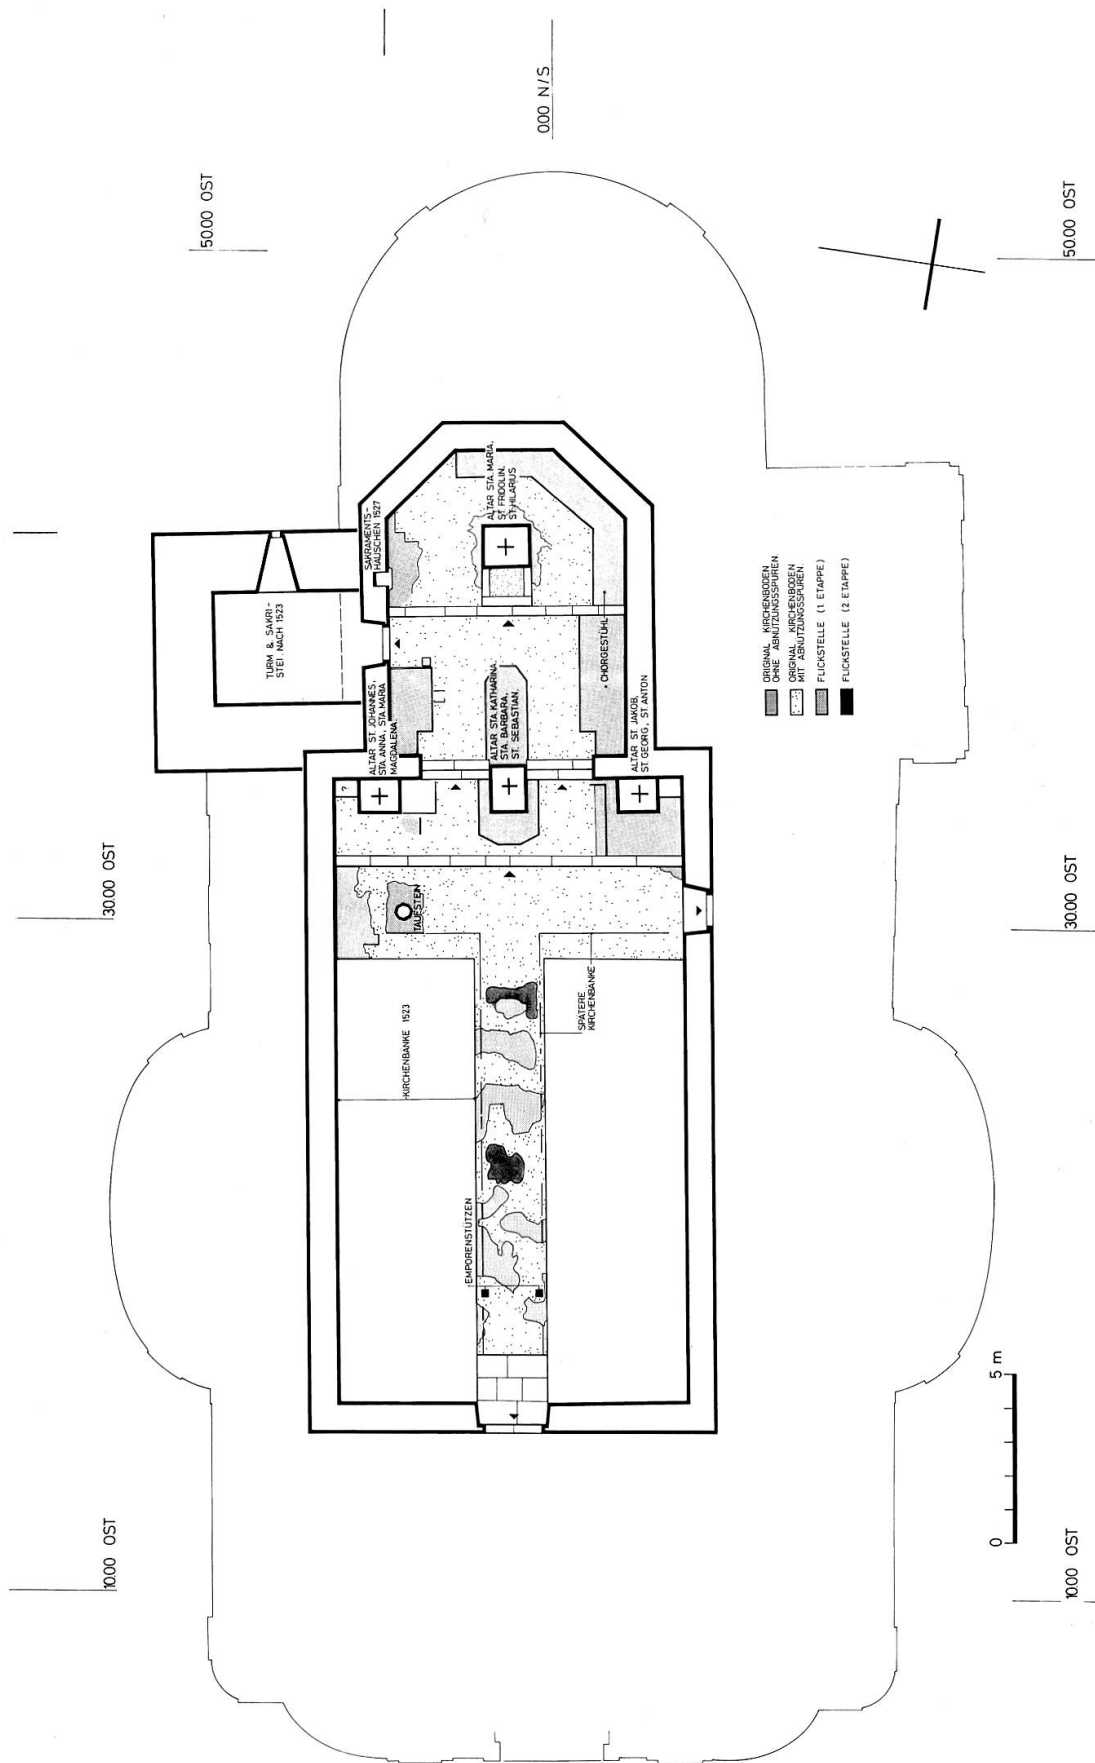 000 N/S
50.00 OST
50.00 OST
SAKRAMENTS-
HÄUSCHEN 1527
ALTAR STA. MARIA,
ST. FRIDOLIN,
ST. HILARIUS
TURM & SAKRI-
STEI, NACH 1523
ALTAR ST. JOHANNES,
STA. ANNA, STA. MARIA
MAGDALENA
ALTAR STA. KATHARINA,
STA. BARBARA,
ST. SEBASTIAN,
CHORGESTÜHL
ALTAR ST. JAKOB,
ST. GEORG, ST. ANTON
ORIGINAL KIRCHENBODEN
OHNE ABNÜTZUNGSSPUREN.
ORIGINAL KIRCHENBODEN
MIT ABNÜTZUNGSSPUREN.
FLICKSTELLE (1. ETAPPE)
FLICKSTELLE (2. ETAPPE)
?
30.00 OST
30.00 OST
TAUFSTEIN
KIRCHENBÄNKE 1523
SPÄTERE
KIRCHENBÄNKE
EMPORENSTÜTZEN
0
5 m
10.00 OST
10.00 OST